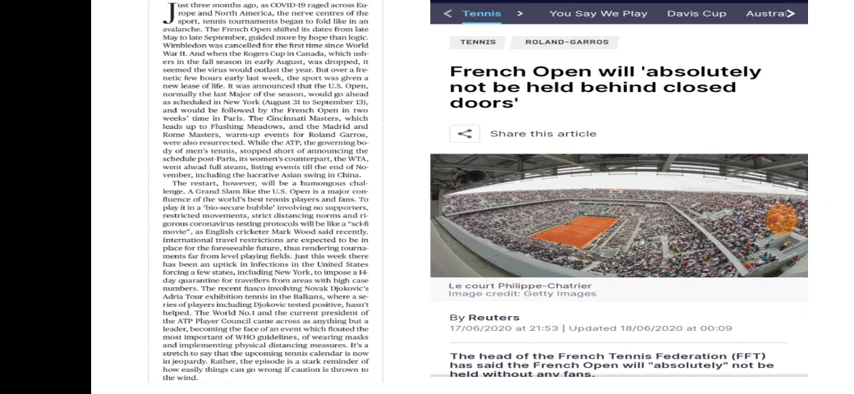 Just three months ago, as COVID-19 raged across Eu-
rope and North America, the nerve centres of the
sport, tennis tournaments began to fold like in an
avalanche. The French Open shifted its dates from late
May to late September, guided more by hope than logic.
Wimbledon was cancelled for the first time since World
War II. And when the Rogers Cup in Canada, which ush-
ers in the fall season in early August, was dropped, it
seemed the virus would outlast the year. But over a fre-
netic few hours early last week, the sport was given a
new lease of life. It was announced that the U.S. Open,
normally the last Major of the season, would go ahead
as scheduled in New York (August 31 to September 13),
and would be followed by the French Open in two
weeks' time in Paris. The Cincinnati Masters, which
leads up to Flushing Meadows, and the Madrid and
Rome Masters, warm-up events for Roland Garros,
were also resurrected. While the ATP, the governing bo-
dy of men's tennis, stopped short of announcing the
schedule post-Paris, its women's counterpart, the WTA,
went ahead full steam, listing events till the end of No-
vember, including the lucrative Asian swing in China.
The restart, however, will be a humongous chal-
lenge. A Grand Slam like the U.S. Open is a major con-
fluence of the world's best tennis players and fans. To
play it in a 'bio-secure bubble' involving no supporters,
restricted movements, strict distancing norms and ri-
gorous coronavirus testing protocols will be like a "sci-fi
movie", as English cricketer Mark Wood said recently.
International travel restrictions are expected to be in
place for the foreseeable future, thus rendering tourna-
ments far from level playing fields. Just this week there
has been an uptick in infections in the United States
forcing a few states, including New York, to impose a 14-
day quarantine for travellers from areas with high case
numbers. The recent fiasco involving Novak Djokovic's
Adria Tour exhibition tennis in the Balkans, where a se-
ries of players including Djokovic tested positive, hasn't
helped. The World No.1 and the current president of
the ATP Player Council came across as anything but a
leader, becoming the face of an event which flouted the
most important of WHO guidelines, of wearing masks
and implementing physical distancing measures. It's a
stretch to say that the upcoming tennis calendar is now
in jeopardy. Rather, the episode is a stark reminder of
how easily things can go wrong if caution is thrown to
the wind.
< Tennis > You Say We Play Davis Cup Austra >
TENNIS ROLAND-GARROS
French Open will 'absolutely
not be held behind closed
doors'
Share this article
Le court Philippe-Chatrier
Image credit: Getty Images
By Reuters
17/06/2020 at 21:53 | Updated 18/06/2020 at 00:09
The head of the French Tennis Federation (FFT)
has said the French Open will "absolutely" not be
held without any fans.